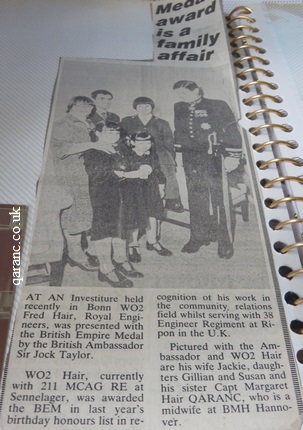 Medal
award
is a
family
affair
AT AN Investiture held
recently in Bonn WO2
Fred Hair, Royal Engi-
neers, was presented with
the British Empire Medal
by the British Ambassador
Sir Jock Taylor.
WO2 Hair, currently
with 211 MCAG RE at
Sennelager, was awarded
the BEM in last year's
birthday honours list in re-
cognition of his work in
the community, relations
field whilst serving with 38
Engineer Regiment at Ri-
pon in the U.K.
Pictured with the Am-
bassador and WO2 Hair
are his wife Jackie, daugh-
ters Gillian and Susan and
his sister Capt Margaret
Hair QARANC, who is a
midwife at BMH Hanno-
ver.
qaranc.co.uk